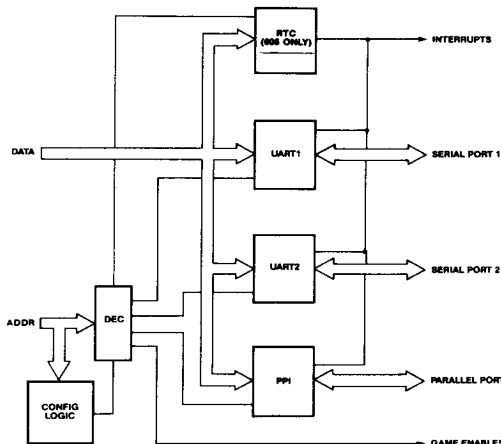 RTC
(605 ONLY)
INTERRUPTS
DATA
UART1
SERIAL PORT 1
UART2
SERIAL PORT 2
ADDR
DEC
PPI
PARALLEL PORT
CONFIG
LOGIC
GAME ENABLE